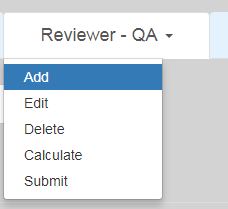 Reviewer - QA
Add
Edit
Delete
Calculate
Submit